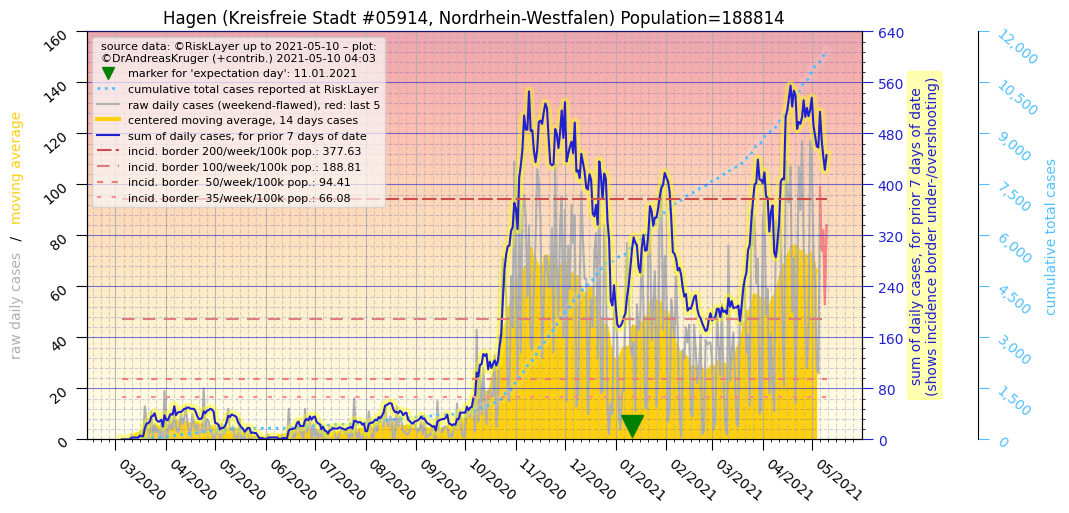 Hagen (Kreisfreie Stadt #05914, Nordrhein-Westfalen) Population=188814
source data: ©RiskLayer up to 2021-05-10 – plot:
©DrAndreasKruger (+contrib.) 2021-05-10 04:03
marker for 'expectation day': 11.01.2021
cumulative total cases reported at RiskLayer
raw daily cases (weekend-flawed), red: last 5
centered moving average, 14 days cases
sum of daily cases, for prior 7 days of date
incid. border 200/week/100k pop.: 377.63
incid. border 100/week/100k pop.: 188.81
incid. border  50/week/100k pop.: 94.41
incid. border  35/week/100k pop.: 66.08
raw daily cases / moving average
160
140
120
100
80
60
40
20
0
03/2020
04/2020
05/2020
06/2020
07/2020
08/2020
09/2020
10/2020
11/2020
12/2020
01/2021
02/2021
03/2021
04/2021
05/2021
640
560
480
400
320
240
160
80
0
sum of daily cases, for prior 7 days of date
(shows incidence border under-/overshooting)
12,000
10,500
9,000
7,500
6,000
4,500
3,000
1,500
0
cumulative total cases